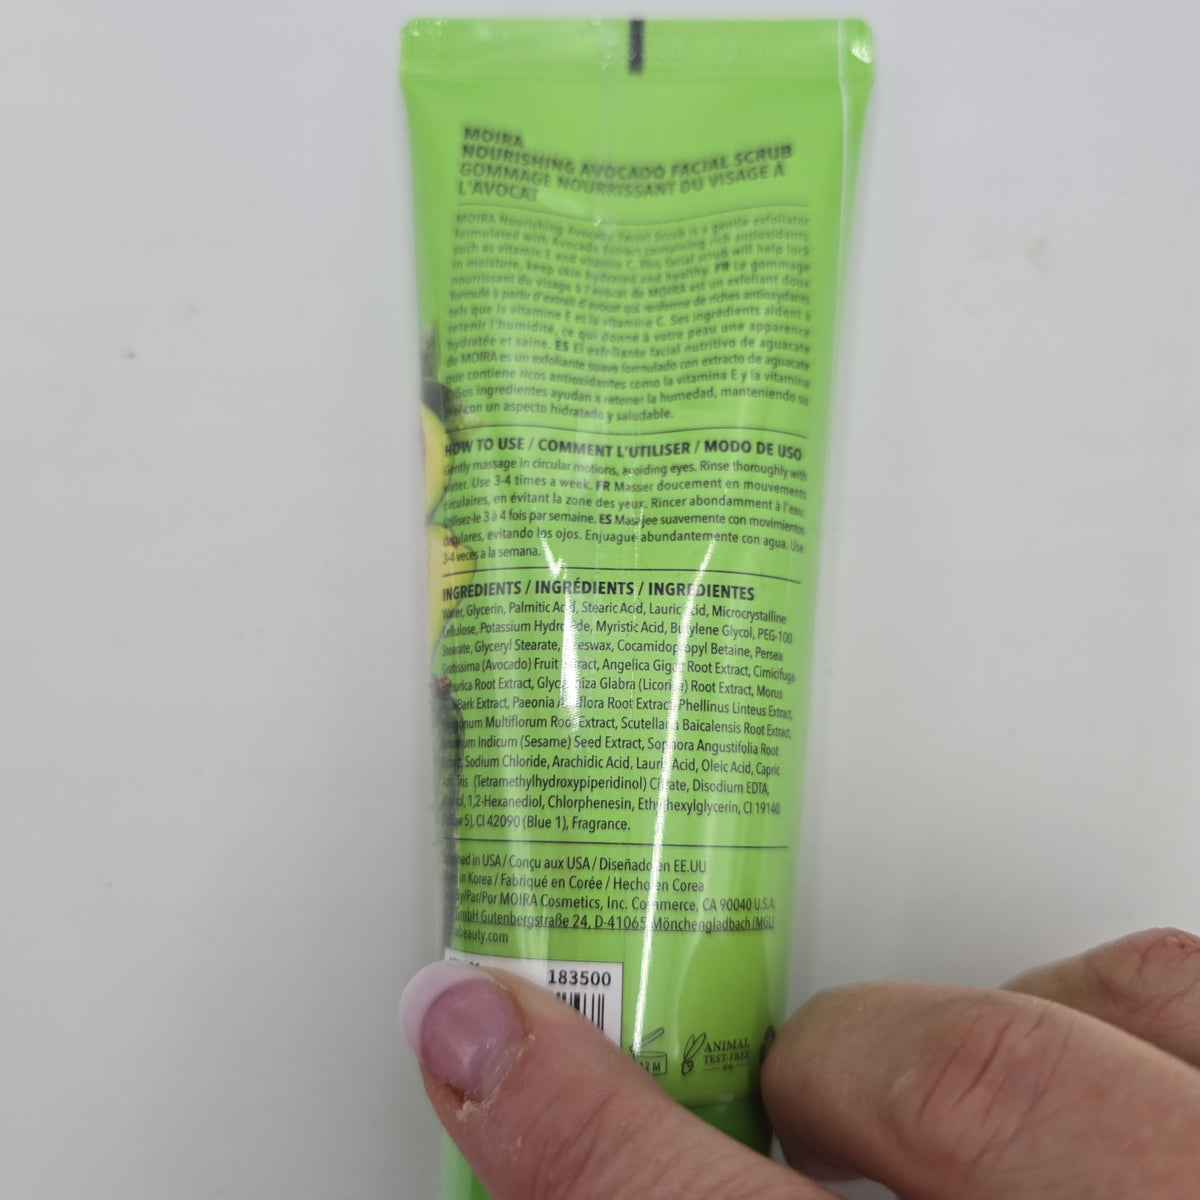 MOIRA
NOURISHING AVOCADO FACIAL SCRUB
GOMMAGE NOURRISSANT DU VISAGE À
L'AVOCAT
MOIRA Nourishing Avocado Facial Scrub is a gentle exfoliator
formulated with Avocado Extract containing rich antioxidants
such as vitamin E and vitamin C. This facial scrub will help lock
in moisture, keep skin hydrated and healthy. FR Le gommage
nourrissant du visage à l'avocat de MOIRA est un exfoliant doux
formulé à partir d'extrait d'avocat qui renferme de riches antioxydants
tels que la vitamine E et la vitamine C. Ses ingrédients aident à
retenir l'humidité, ce qui donne à votre peau une apparence
hydratée et saine. ES El exfoliante facial nutritivo de aguacate
de MOIRA es un exfoliante suave formulado con extracto de aguacate
que contiene ricos antioxidantes como la vitamina E y la vitamina
Sus ingredientes ayudan a retener la humedad, manteniendo su
con un aspecto hidratado y saludable.
HOW TO USE / COMMENT L'UTILISER / MODO DE USO
Gently massage in circular motions, avoiding eyes. Rinse thoroughly with
water. Use 3-4 times a week. FR Masser doucement en mouvements
circulaires, en évitant la zone des yeux. Rincer abondamment à l'eau.
Utilisez-le 3 à 4 fois par semaine. ES Masajee suavemente con movimientos
circulares, evitando los ojos. Enjuague abundantemente con agua. Use
3-4 veces a la semana.
INGREDIENTS / INGRÉDIENTS / INGREDIENTES
Water, Glycerin, Palmitic Acid, Stearic Acid, Lauric Acid, Microcrystalline
Cellulose, Potassium Hydroxide, Myristic Acid, Butylene Glycol, PEG-100
Stearate, Glyceryl Stearate, Beeswax, Cocamidopropyl Betaine, Persea
Gratissima (Avocado) Fruit Extract, Angelica Gigas Root Extract, Cimicifuga
Root Extract, Glycyrrhiza Glabra (Licorice) Root Extract, Morus
Bark Extract, Paeonia Albiflora Root Extract, Phellinus Linteus Extract,
Multiflorum Root Extract, Scutellaria Baicalensis Root Extract,
Indicum (Sesame) Seed Extract, Sophora Angustifolia Root
Sodium Chloride, Arachidic Acid, Lauric Acid, Oleic Acid, Capric
Tris (Tetramethylhydroxypiperidinol) Citrate, Disodium EDTA,
1,2-Hexanediol, Chlorphenesin, Ethylhexylglycerin, CI 19140
5), CI 42090 (Blue 1), Fragrance.
in USA / Conçu aux USA / Diseñado en EE.UU
in Korea / Fabriqué en Corée / Hecho en Corea
By/Par/Por MOIRA Cosmetics, Inc. Commerce, CA 90040 U.S.A.
GmbH Gutenbergstraße 24, D-41065 Mönchengladbach (MGL)
183500
12 M
ANIMAL
TEST-FREE